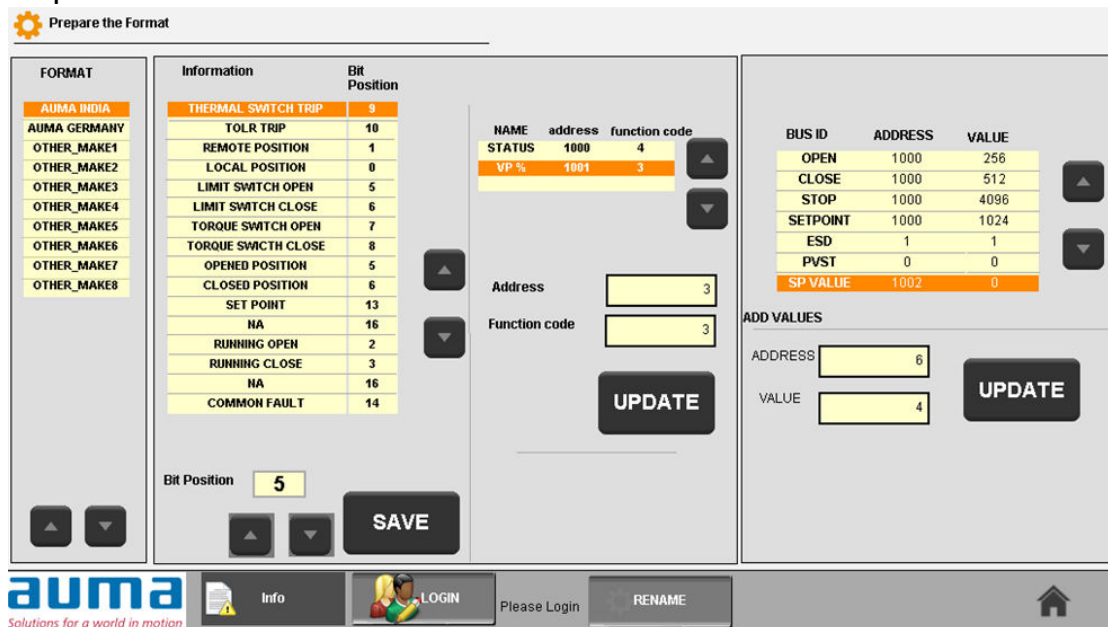 Prepare the Format
FORMAT
AUMA INDIA
AUMA GERMANY
OTHER_MAKE1
OTHER_MAKE2
OTHER_MAKE3
OTHER_MAKE4
OTHER_MAKE5
OTHER_MAKE6
OTHER_MAKE7
OTHER_MAKE8
Information Bit Position
THERMAL SWITCH TRIP 9
TOLR TRIP 10
REMOTE POSITION 1
LOCAL POSITION 0
LIMIT SWITCH OPEN 5
LIMIT SWITCH CLOSE 6
TORQUE SWITCH OPEN 7
TORQUE SWICTH CLOSE 8
OPENED POSITION 5
CLOSED POSITION 6
SET POINT 13
NA 16
RUNNING OPEN 2
RUNNING CLOSE 3
NA 16
COMMON FAULT 14
Bit Position 5
SAVE
NAME address function code
STATUS 1000 4
VP % 1001 3
Address 3
Function code 3
UPDATE
BUS ID ADDRESS VALUE
OPEN 1000 256
CLOSE 1000 512
STOP 1000 4096
SETPOINT 1000 1024
ESD 1 1
PVST 0 0
SP VALUE 1002 0
ADD VALUES
ADDRESS 6
VALUE 4
UPDATE
auma
Solutions for a world in motion
Info
LOGIN
Please Login
RENAME